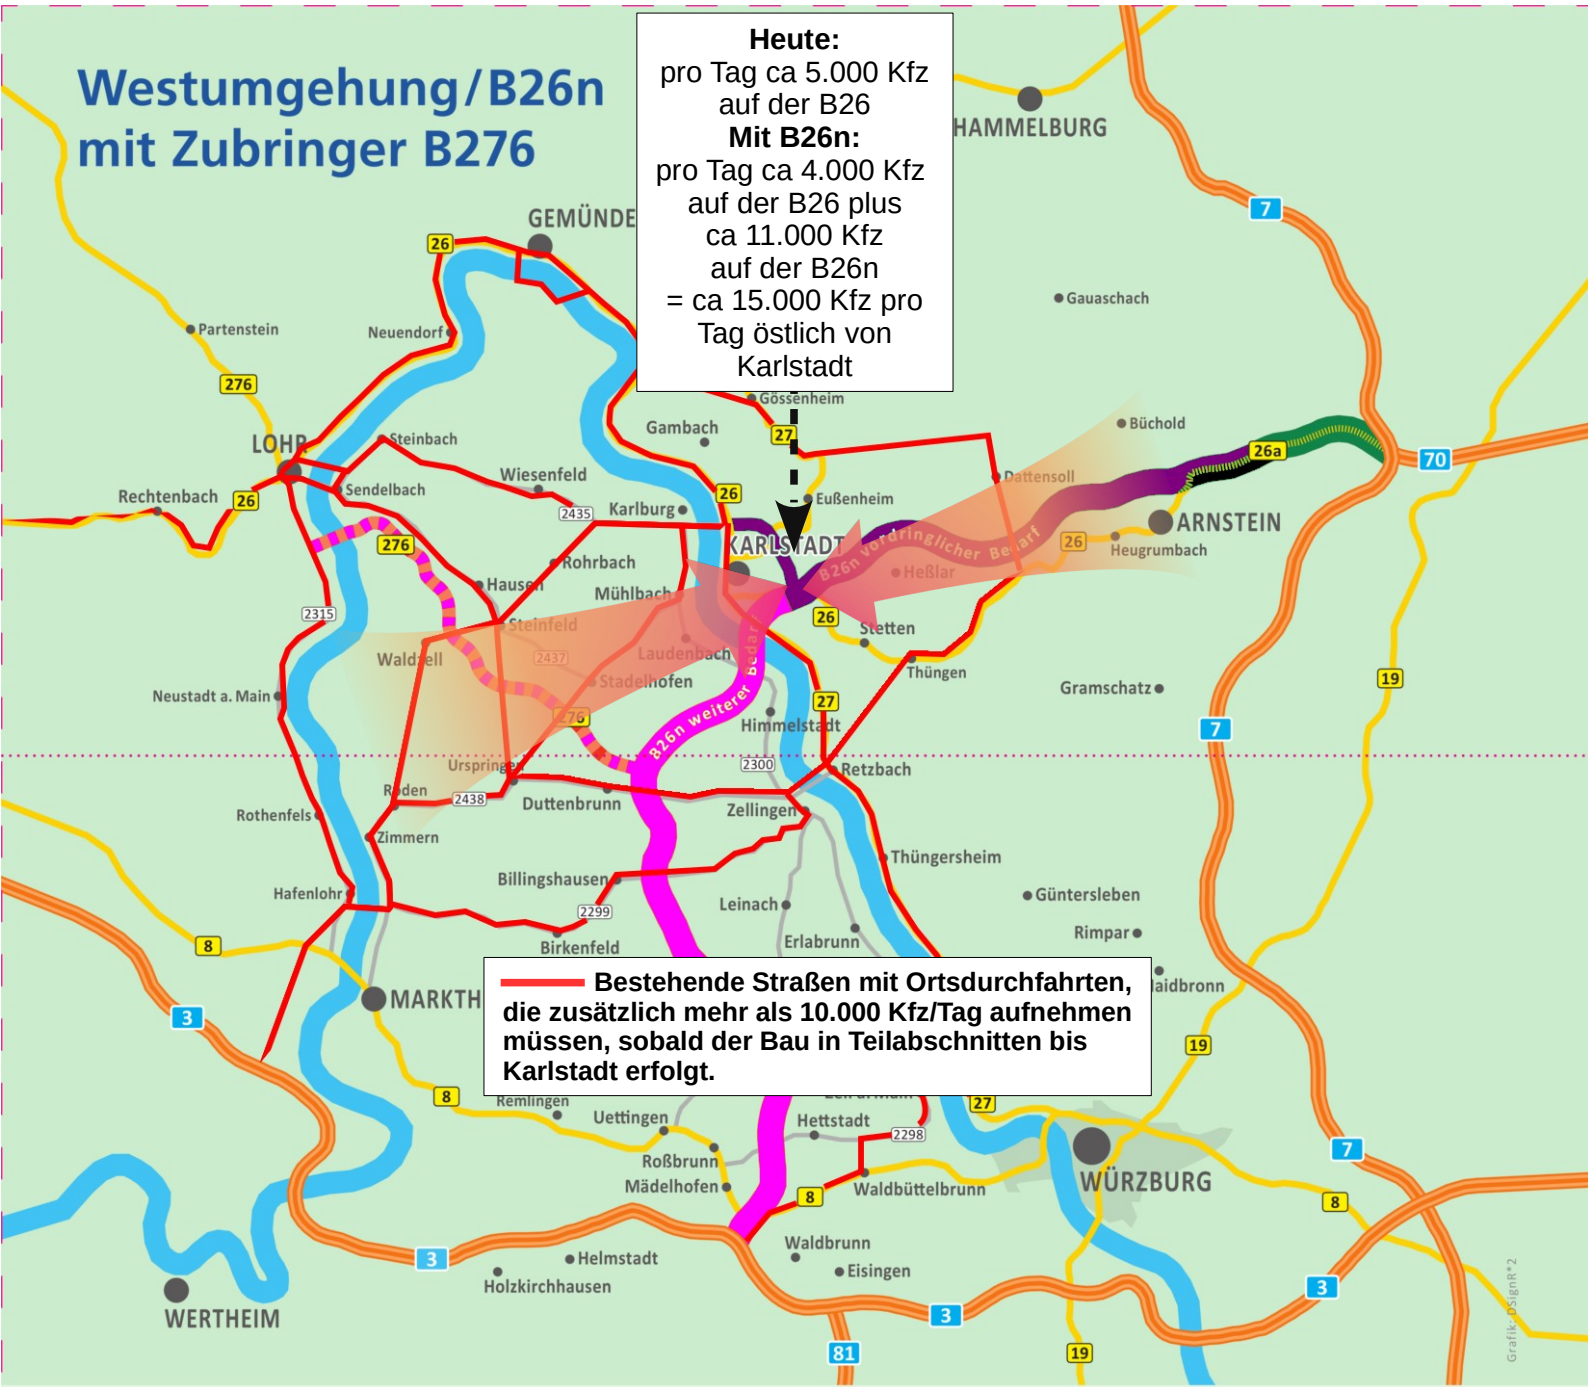 Westumgehung/B26n
mit Zubringer B276
Heute:
pro Tag ca 5.000 Kfz
auf der B26
Mit B26n:
pro Tag ca 4.000 Kfz
auf der B26 plus
ca 11.000 Kfz
auf der B26n
= ca 15.000 Kfz pro
Tag östlich von
Karlstadt
HAMMELBURG
7
GEMÜNDE
26
Gauaschach
Partenstein
Neuendorf
276
Gössenheim
Büchold
Gambach
27
LOHR
Steinbach
26a
70
Wiesenfeld
Dattensoll
Rechtenbach
26
Sendelbach
26
Eußenheim
Karlburg
2435
ARNSTEIN
276
KARLSTADT
B26n vordringlicher Bedarf
26
Heugrumbach
Rohrbach
Heßlar
Hausen
Mühlbach
2315
26
Steinfeld
Stetten
Waldzell
2437
Laudenbach
Thüngen
Stadelhofen
19
Neustadt a. Main
Gramschatz
27
276
B26n weiterer Bedarf
Himmelstadt
7
Urspringen
2300
Retzbach
Roden
2438
Duttenbrunn
Zellingen
Rothenfels
Zimmern
Thüngersheim
Billingshausen
Hafenlohr
Güntersleben
Leinach
2299
Rimpar
8
Birkenfeld
Erlabrunn
aidbronn
MARKTH
3
Bestehende Straßen mit Ortsdurchfahrten,
die zusätzlich mehr als 10.000 Kfz/Tag aufnehmen
müssen, sobald der Bau in Teilabschnitten bis
Karlstadt erfolgt.
19
8
Remlingen
27
Uettingen
Hettstadt
2298
7
Roßbrunn
Mädelhofen
8
Waldbüttelbrunn
WÜRZBURG
8
Waldbrunn
3
Helmstadt
Eisingen
Holzkirchhausen
3
WERTHEIM
3
81
19
Grafik: DSignR*2